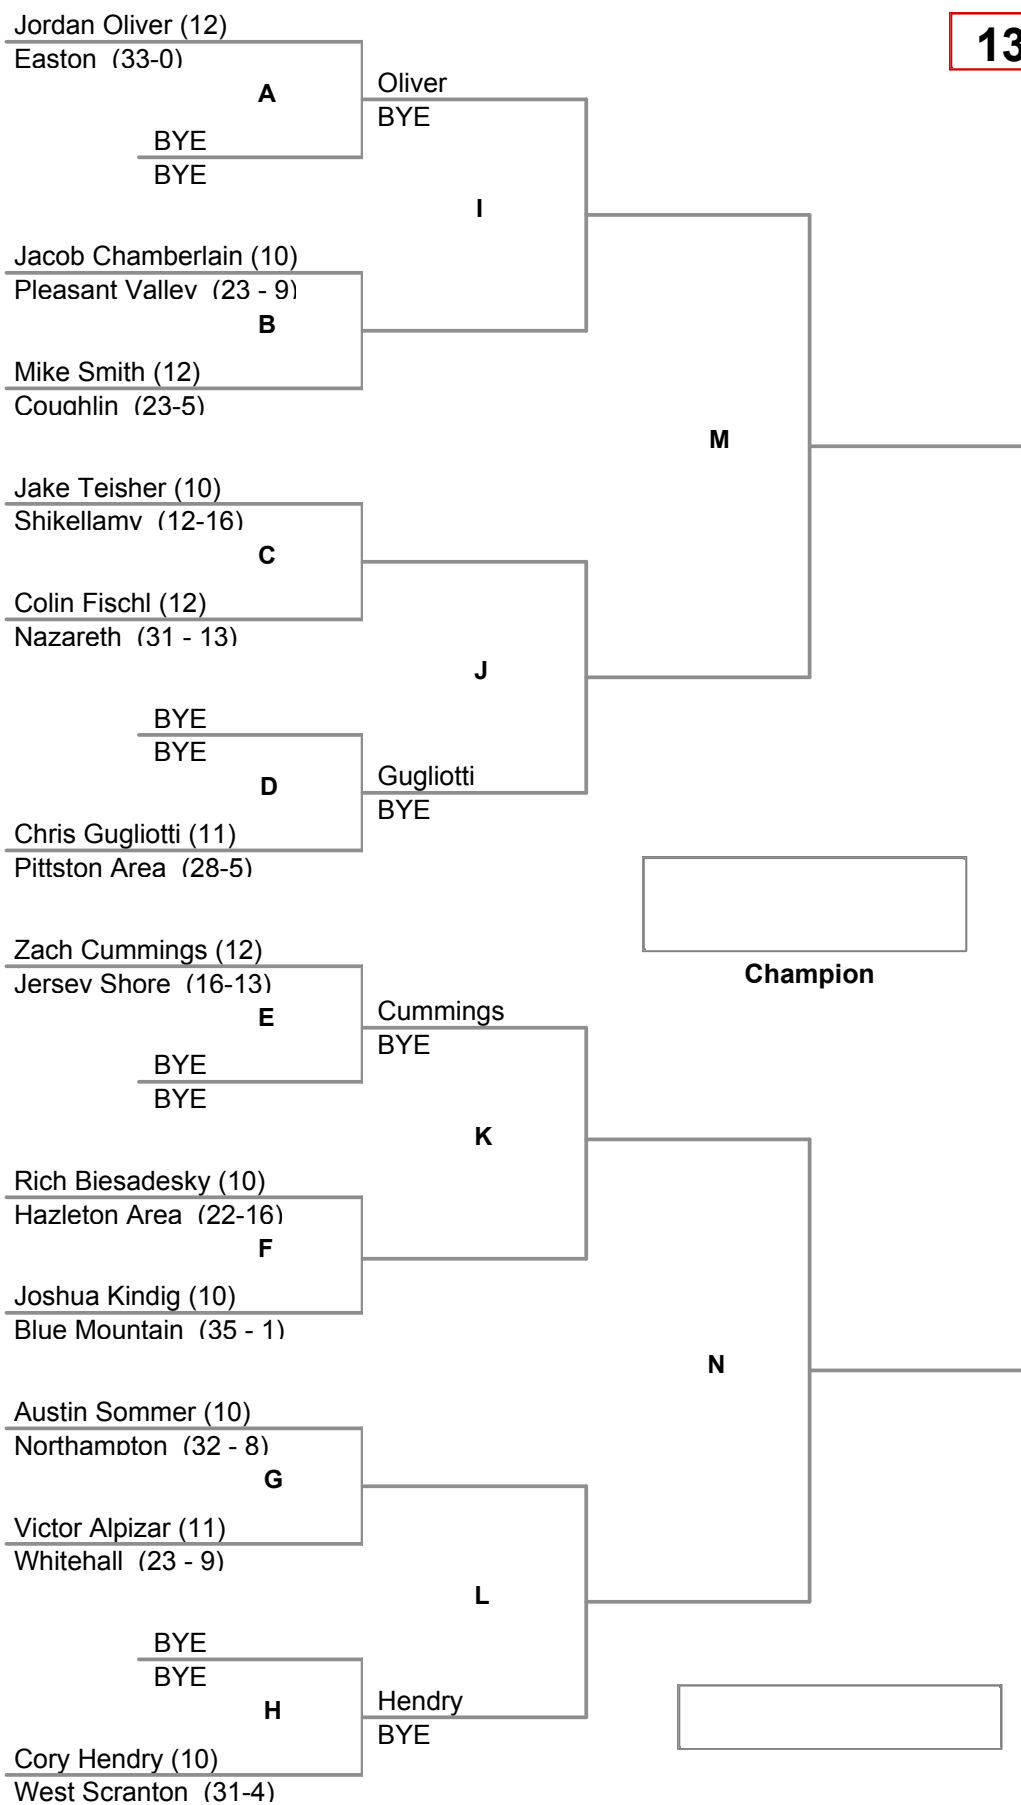 Jordan Oliver (12)
13
Easton (33-0)
A
Oliver
BYE
BYE
BYE
I
Jacob Chamberlain (10)
Pleasant Valley (23 - 9)
B
Mike Smith (12)
Coughlin (23-5)
M
Jake Teisher (10)
Shikellamy (12-16)
C
Colin Fischl (12)
Nazareth (31 - 13)
J
BYE
BYE
D
Gugliotti
BYE
Chris Gugliotti (11)
Pittston Area (28-5)
Zach Cummings (12)
Jersey Shore (16-13)
Champion
E
Cummings
BYE
BYE
BYE
K
Rich Biesadesky (10)
Hazleton Area (22-16)
F
Joshua Kindig (10)
Blue Mountain (35 - 1)
N
Austin Sommer (10)
Northampton (32 - 8)
G
Victor Alpizar (11)
Whitehall (23 - 9)
L
BYE
BYE
H
Hendry
BYE
Cory Hendry (10)
West Scranton (31-4)